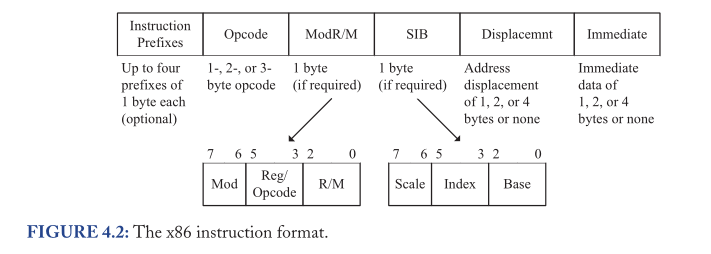 Instruction
Prefixes
Opcode
ModR/M
SIB
Displacemnt
Immediate
Up to four
prefixes of
1 byte each
(optional)
1-, 2-, or 3-
byte opcode
1 byte
(if required)
1 byte
(if required)
Address
displacement
of 1, 2, or 4
bytes or none
Immediate
data of
1, 2, or 4
bytes or none
7 6 5 3 2 0
Mod
Reg/
Opcode
R/M
7 6 5 3 2 0
Scale
Index
Base
FIGURE 4.2: The x86 instruction format.